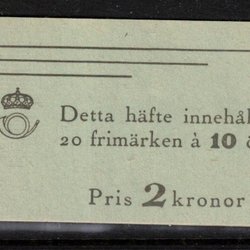 Detta häfte innehål
20 frimärken à 10 ö
Pris 2 kronor